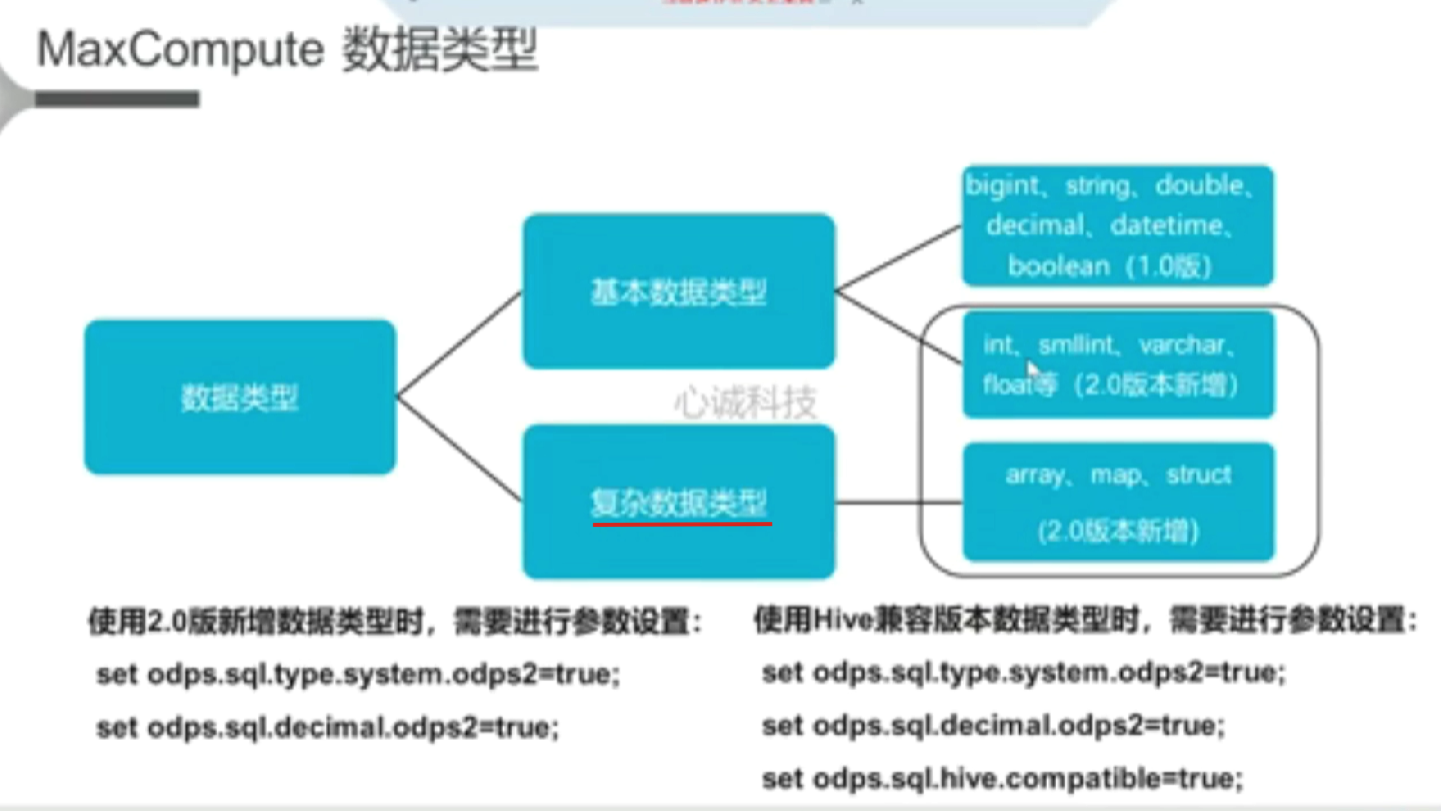 MaxCompute 数据类型
bigint、string、double、
decimal、datetime、
boolean（1.0版）
基本数据类型
int、smllint、varchar、
float等（2.0版本新增）
数据类型
心诚科技
复杂数据类型
array、map、struct
(2.0版本新增)
使用2.0版新增数据类型时，需要进行参数设置：
set odps.sql.type.system.odps2=true;
set odps.sql.decimal.odps2=true;
使用Hive兼容版本数据类型时，需要进行参数设置：
set odps.sql.type.system.odps2=true;
set odps.sql.decimal.odps2=true;
set odps.sql.hive.compatible=true;